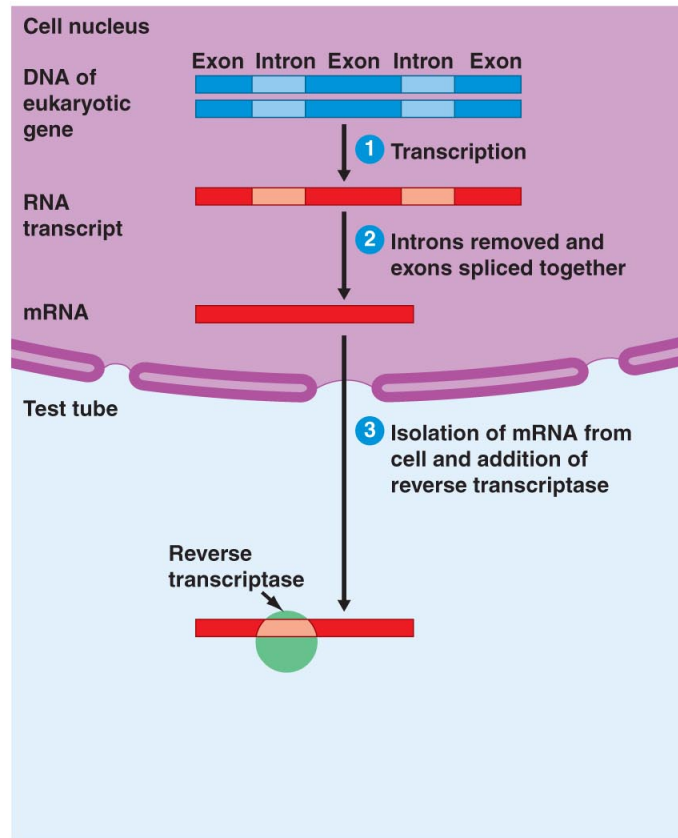 Cell nucleus
Exon Intron Exon Intron Exon
DNA of
eukaryotic
gene
1 Transcription
RNA
transcript
2 Introns removed and
exons spliced together
mRNA
Test tube
3 Isolation of mRNA from
cell and addition of
reverse transcriptase
Reverse
transcriptase